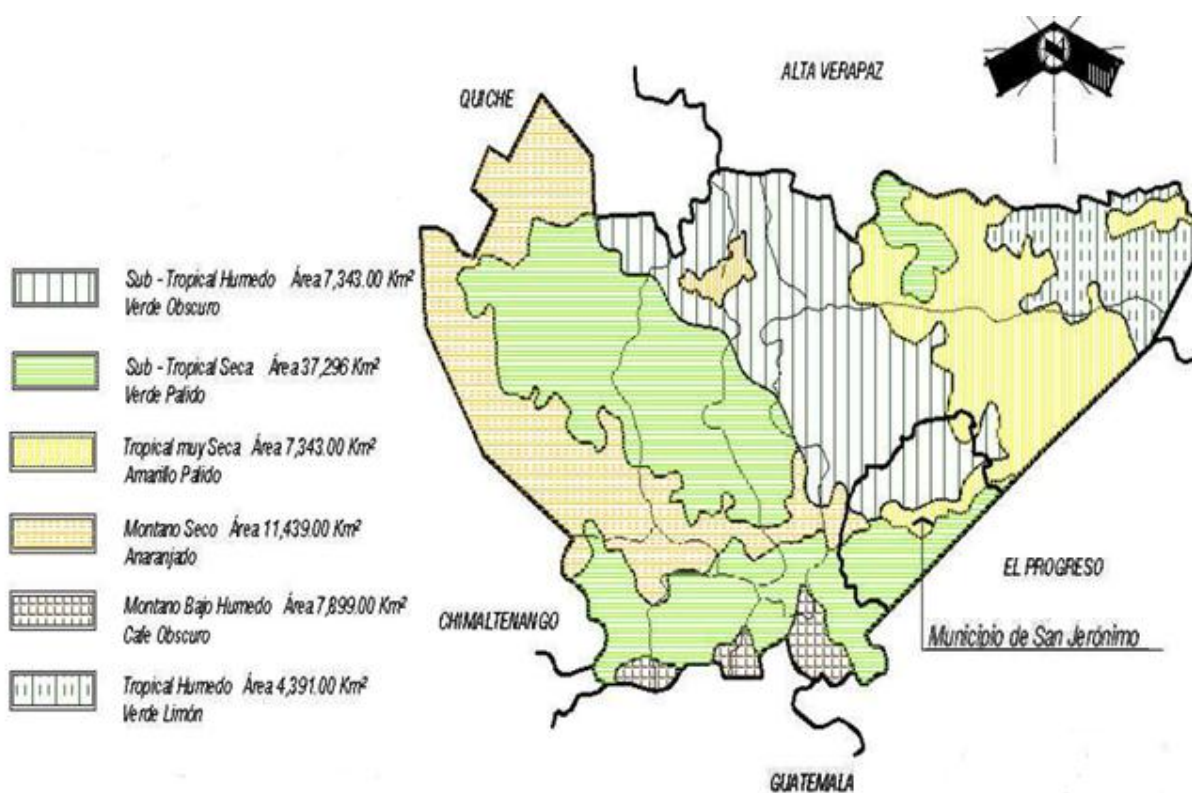 ALTA VERAPAZ
QUICHE
Sub - Tropical Humedo Área 7,343.00 Km²
Verde Obscuro
Sub - Tropical Seca Área 37,296 Km²
Verde Palido
Tropical muy Seca Área 7,343.00 Km²
Amarillo Palido
Montano Seco Área 11,439.00 Km²
Anaranjado
EL PROGRESO
Montano Bajo Humedo Área 7,899.00 Km²
Cafe Obscuro
CHIMALTENANGO
Municipio de San Jerónimo
Tropical Humedo Área 4,391.00 Km²
Verde Limón
GUATEMALA